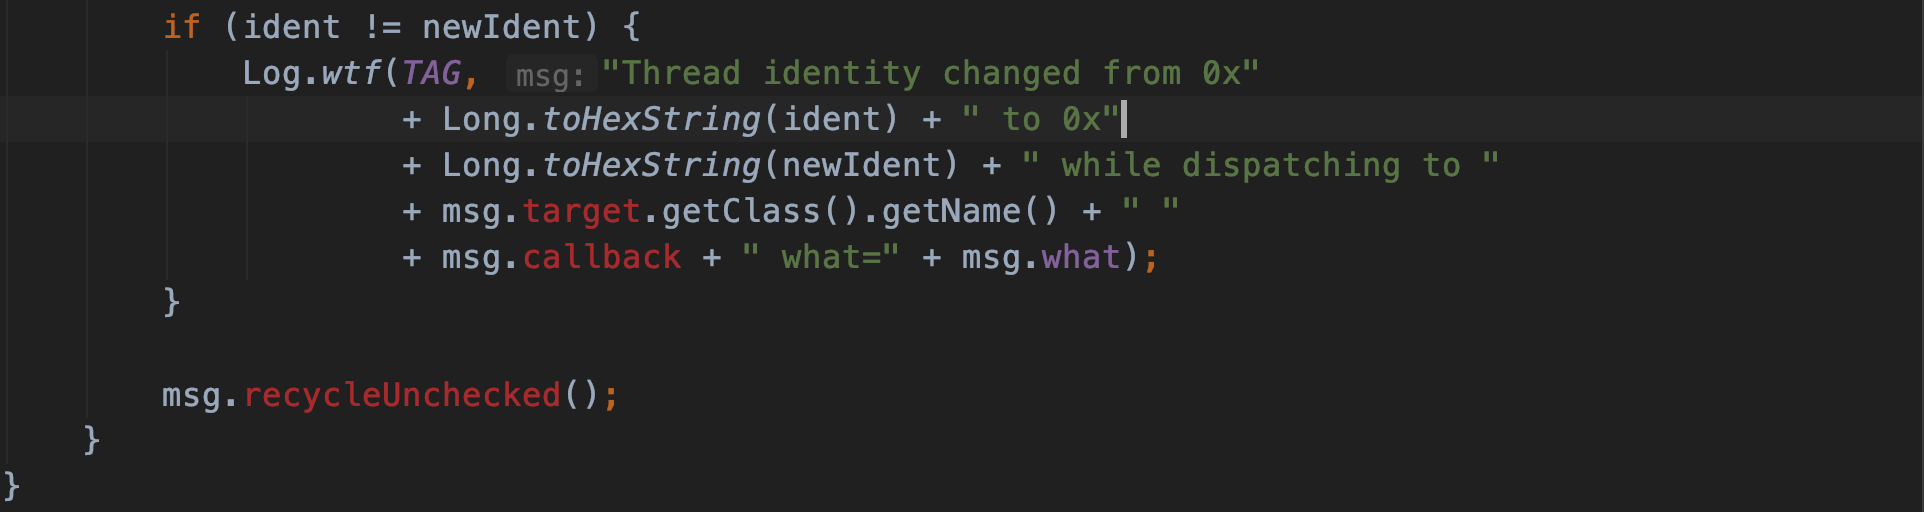 if (ident != newIdent) {
Log.wtf(TAG, msg: "Thread identity changed from 0x"
+ Long.toHexString(ident) + " to 0x"
+ Long.toHexString(newIdent) + " while dispatching to "
+ msg.target.getClass().getName() + " "
+ msg.callback + " what=" + msg.what);
}
msg.recycleUnchecked();
}
}